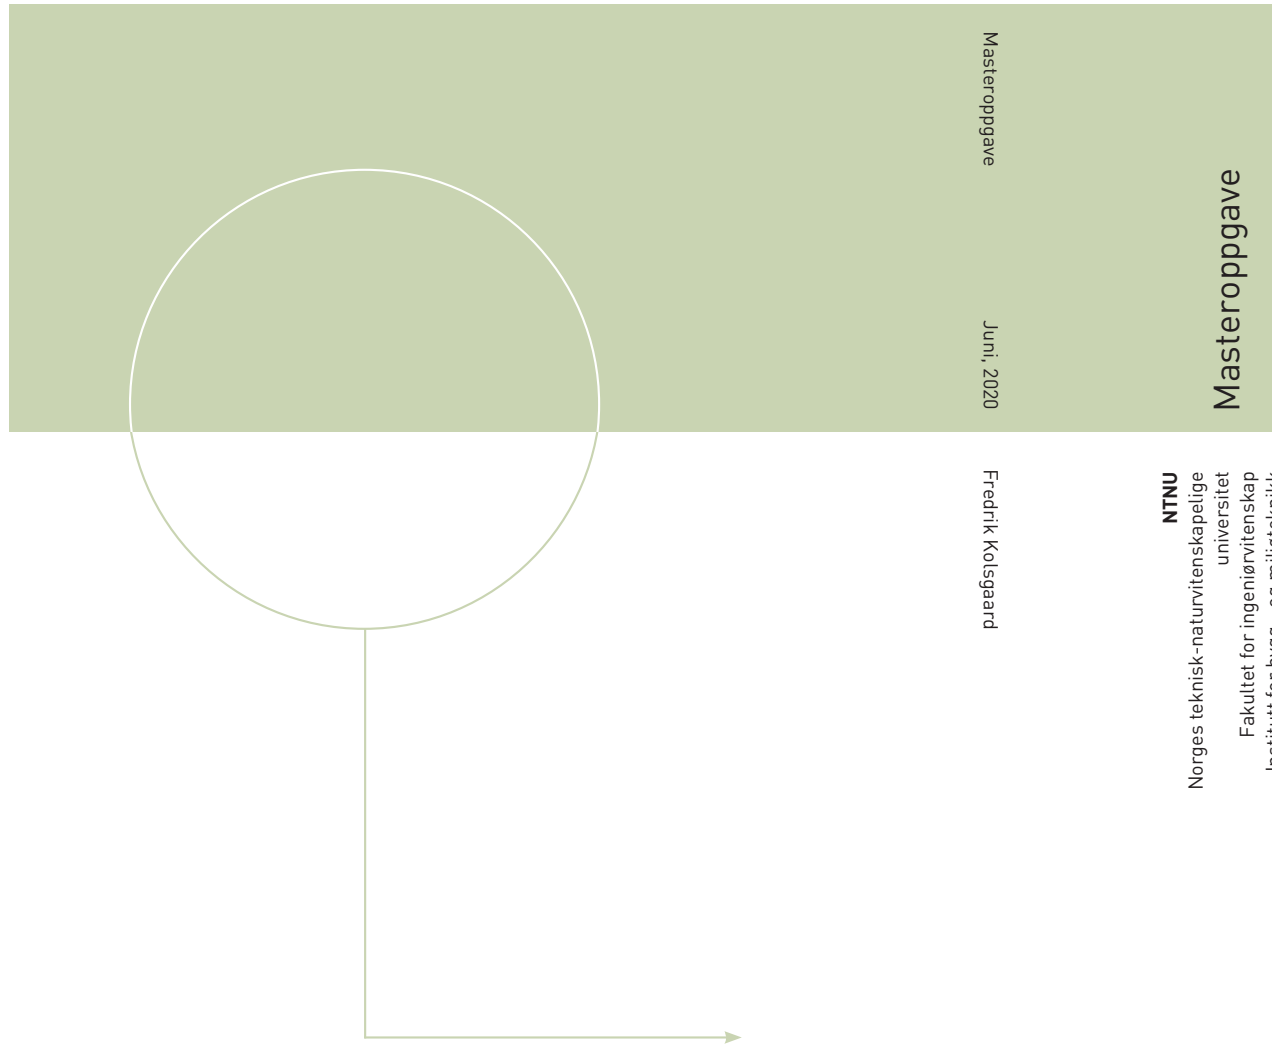 Masteroppgave
Juni, 2020
Fredrik Kolsgaard
Masteroppgave
NTNU
Norges teknisk-naturvitenskapelige
universitet
Fakultet for ingeniørvitenskap